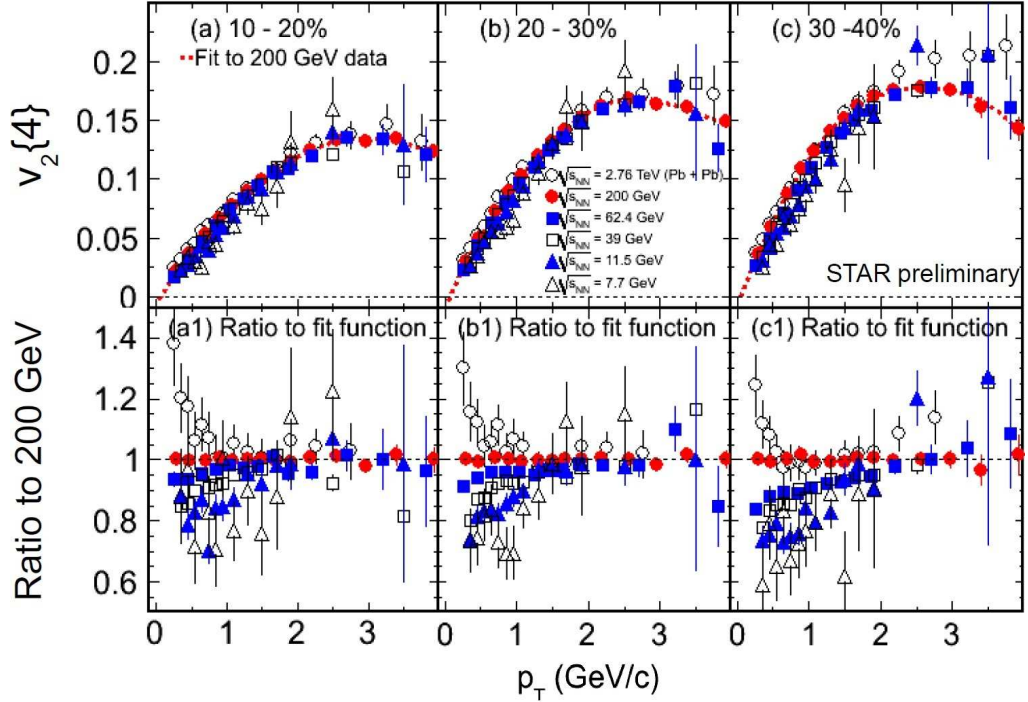 (a) 10 - 20%
Fit to 200 GeV data
(b) 20 - 30%
(c) 30 -40%
0.2
0.15
0.1
0.05
0
v2{4}
√sNN = 2.76 TeV (Pb + Pb)
√sNN = 200 GeV
√sNN = 62.4 GeV
√sNN = 39 GeV
√sNN = 11.5 GeV
√sNN = 7.7 GeV
STAR preliminary
(a1) Ratio to fit function
(b1) Ratio to fit function
(c1) Ratio to fit function
1.4
1.2
1
0.8
0.6
Ratio to 200 GeV
0 1 2 3 0 1 2 3 0 1 2 3
pT (GeV/c)